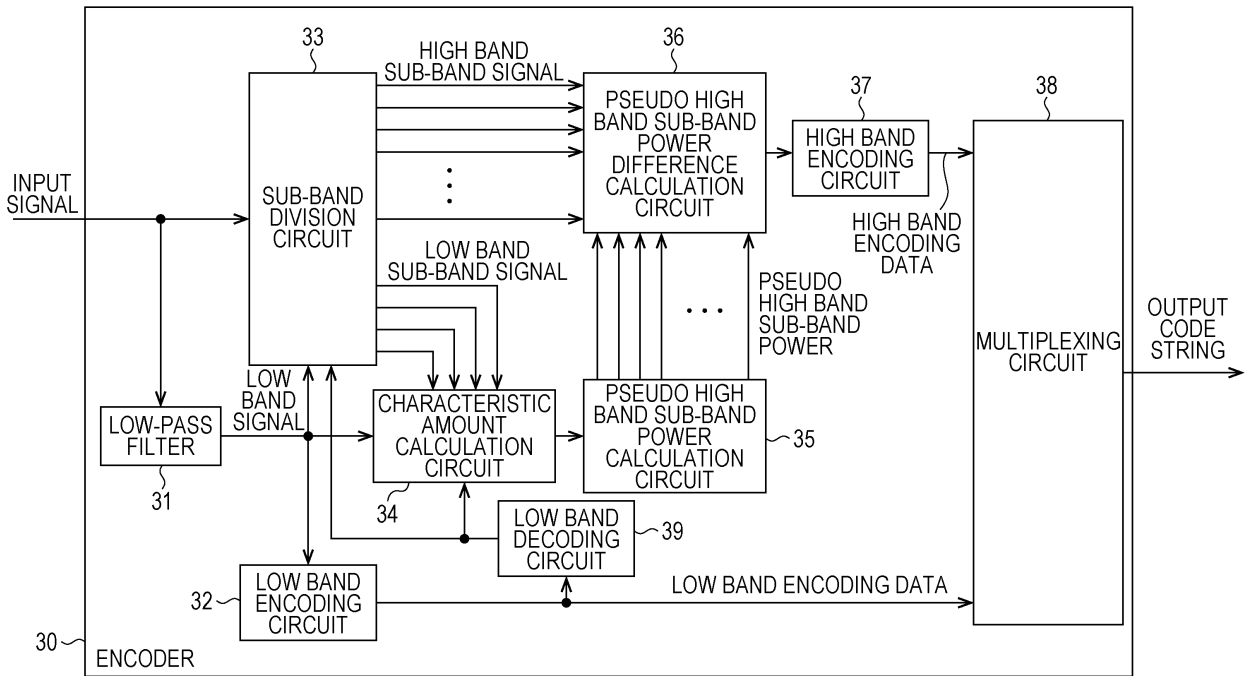 33
HIGH BAND
SUB-BAND SIGNAL
36
PSEUDO HIGH
BAND SUB-BAND
POWER
DIFFERENCE
CALCULATION
CIRCUIT
37
HIGH BAND
ENCODING
CIRCUIT
38
INPUT
SIGNAL
SUB-BAND
DIVISION
CIRCUIT
HIGH BAND
ENCODING
DATA
LOW BAND
SUB-BAND SIGNAL
PSEUDO
HIGH BAND
SUB-BAND
POWER
MULTIPLEXING
CIRCUIT
OUTPUT
CODE
STRING
LOW
BAND
SIGNAL
LOW-PASS
FILTER
31
CHARACTERISTIC
AMOUNT
CALCULATION
CIRCUIT
34
PSEUDO HIGH
BAND SUB-BAND
POWER
CALCULATION
CIRCUIT
35
LOW BAND
DECODING
CIRCUIT
39
32
LOW BAND
ENCODING
CIRCUIT
LOW BAND ENCODING DATA
30
ENCODER